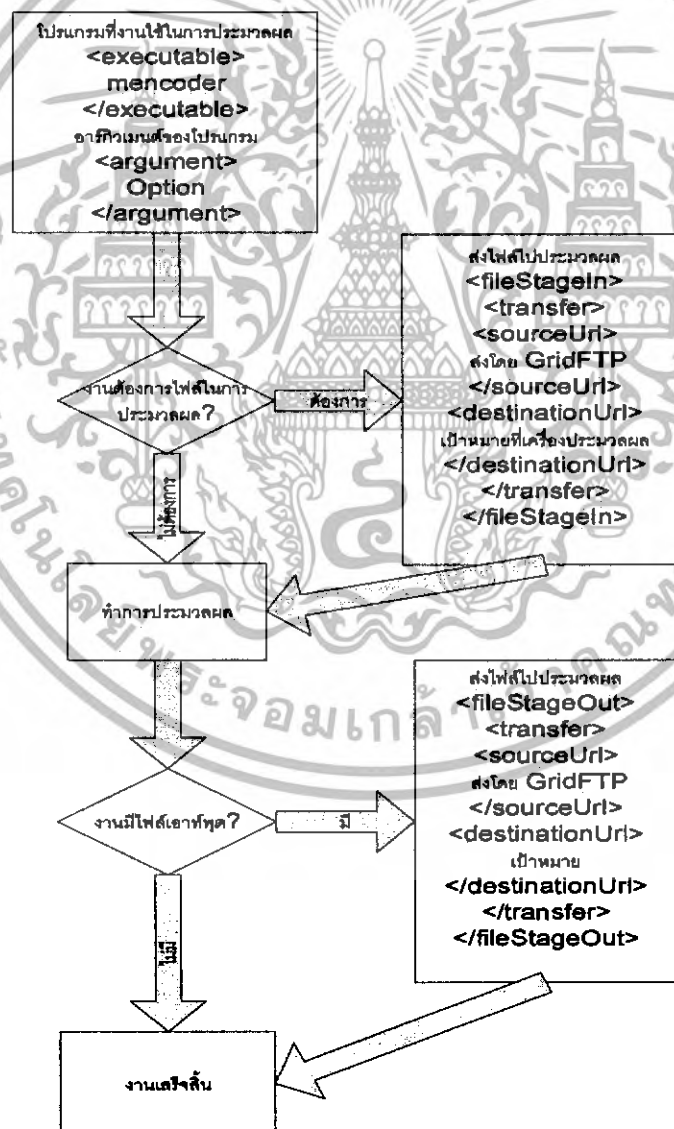 โปรแกรมที่งานใช้ในการประมวลผล
<executable>
mencoder
</executable>
อาร์กิวเมนต์ของโปรแกรม
<argument>
Option
</argument>
งานต้องการไฟล์ในการ
ประมวลผล?
ต้องการ
ส่งไฟล์ไปประมวลผล
<fileStageIn>
<transfer>
<sourceUrl>
ส่งโดย GridFTP
</sourceUrl>
<destinationUrl>
เป้าหมายที่เครื่องประมวลผล
</destinationUrl>
</transfer>
</fileStageIn>
ไม่ต้องการ
ทำการประมวลผล
งานมีไฟล์เอาท์พุต?
มี
ส่งไฟล์ไปประมวลผล
<fileStageOut>
<transfer>
<sourceUrl>
ส่งโดย GridFTP
</sourceUrl>
<destinationUrl>
เป้าหมาย
</destinationUrl>
</transfer>
</fileStageOut>
ไม่มี
งานเสร็จสิ้น
พระจอมเกล้า